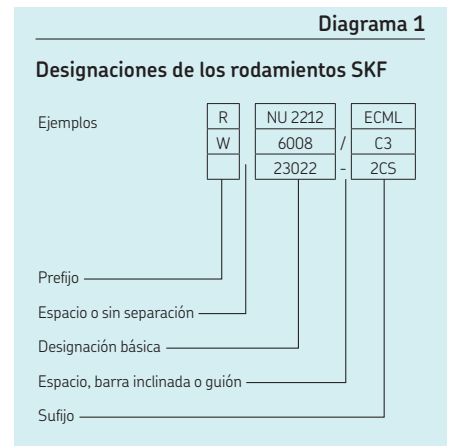 Diagrama 1
Designaciones de los rodamientos SKF
Ejemplos
R NU 2212 ECML
W 6008 / C3
23022 - 2CS
Prefijo
Espacio o sin separación
Designación básica
Espacio, barra inclinada o guión
Sufijo